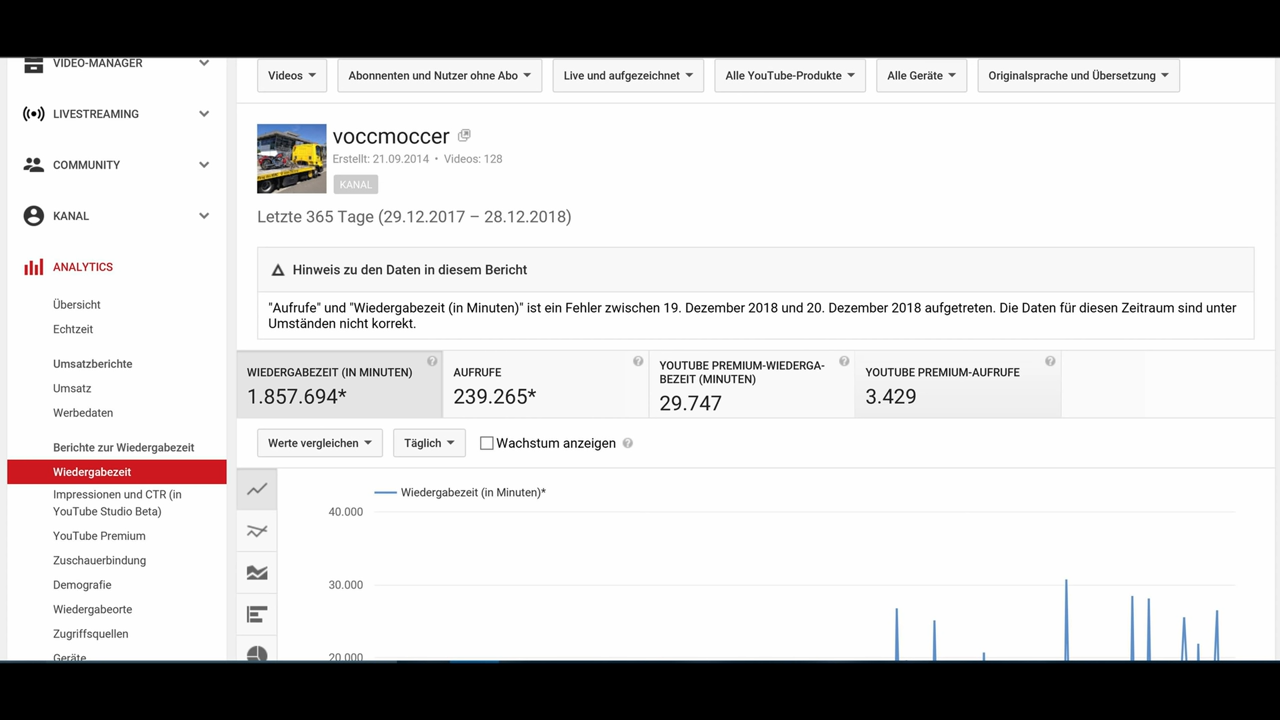 VIDEO-MANAGER
LIVESTREAMING
COMMUNITY
KANAL
ANALYTICS
Übersicht
Echtzeit
Umsatzberichte
Umsatz
Werbedaten
Berichte zur Wiedergabezeit
Wiedergabezeit
Impressionen und CTR (in
YouTube Studio Beta)
YouTube Premium
Zuschauerbindung
Demografie
Wiedergabeorte
Zugriffsquellen
Geräte
Videos
Abonnenten und Nutzer ohne Abo
Live und aufgezeichnet
Alle YouTube-Produkte
Alle Geräte
Originalsprache und Übersetzung
voccmoccer
Erstellt: 21.09.2014 • Videos: 128
KANAL
Letzte 365 Tage (29.12.2017 – 28.12.2018)
Hinweis zu den Daten in diesem Bericht
"Aufrufe" und "Wiedergabezeit (in Minuten)" ist ein Fehler zwischen 19. Dezember 2018 und 20. Dezember 2018 aufgetreten. Die Daten für diesen Zeitraum sind unter
Umständen nicht korrekt.
WIEDERGABEZEIT (IN MINUTEN)
1.857.694*
AUFRUFE
239.265*
YOUTUBE PREMIUM-WIEDERGA-
BEZEIT (MINUTEN)
29.747
YOUTUBE PREMIUM-AUFRUFE
3.429
Werte vergleichen
Täglich
Wachstum anzeigen
Wiedergabezeit (in Minuten)*
40.000
30.000
20.000